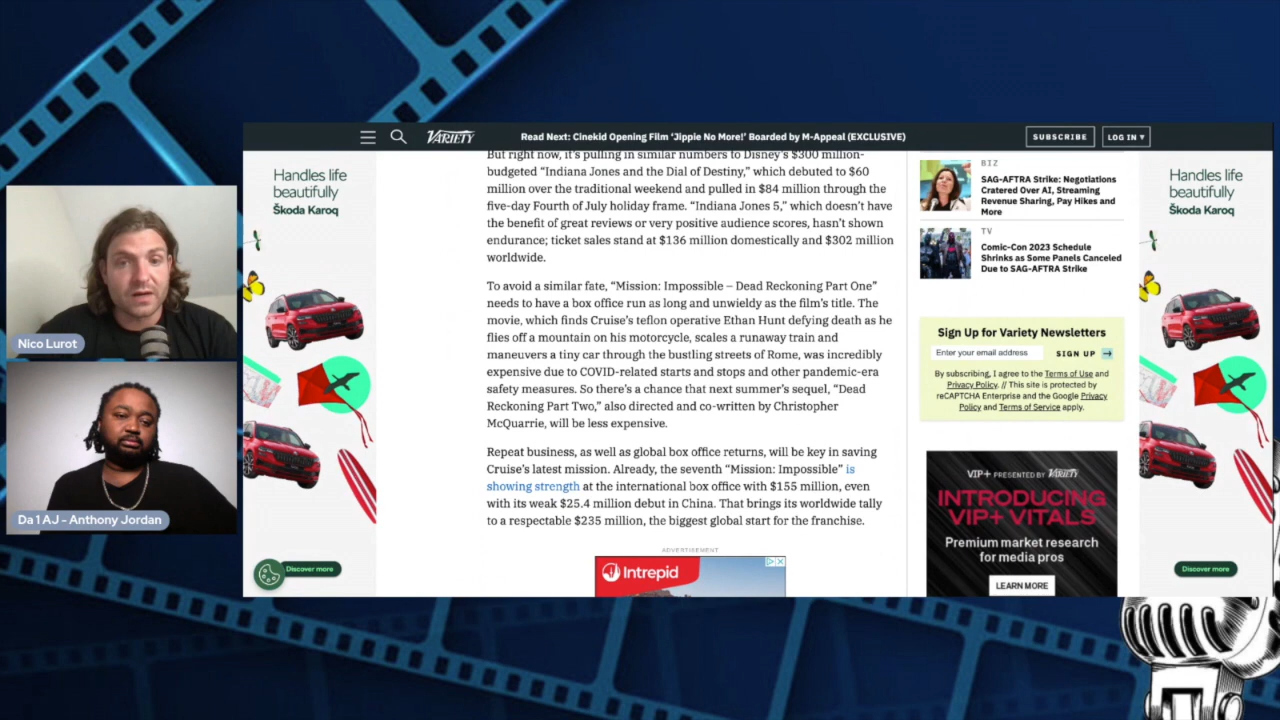 VARIETY
Read Next: Cinekid Opening Film 'Jippie No More!' Boarded by M-Appeal (EXCLUSIVE)
SUBSCRIBE
LOG IN ▾
Handles life
beautifully
Škoda Karoq
Discover more
Nico Lurot
Da 1 AJ - Anthony Jordan
But right now, it's pulling in similar numbers to Disney's $300 million-
budgeted "Indiana Jones and the Dial of Destiny," which debuted to $60
million over the traditional weekend and pulled in $84 million through the
five-day Fourth of July holiday frame. "Indiana Jones 5," which doesn't have
the benefit of great reviews or very positive audience scores, hasn't shown
endurance; ticket sales stand at $136 million domestically and $302 million
worldwide.
To avoid a similar fate, "Mission: Impossible – Dead Reckoning Part One"
needs to have a box office run as long and unwieldy as the film's title. The
movie, which finds Cruise's teflon operative Ethan Hunt defying death as he
flies off a mountain on his motorcycle, scales a runaway train and
maneuvers a tiny car through the bustling streets of Rome, was incredibly
expensive due to COVID-related starts and stops and other pandemic-era
safety measures. So there's a chance that next summer's sequel, "Dead
Reckoning Part Two," also directed and co-written by Christopher
McQuarrie, will be less expensive.
Repeat business, as well as global box office returns, will be key in saving
Cruise's latest mission. Already, the seventh "Mission: Impossible" is
showing strength at the international box office with $155 million, even
with its weak $25.4 million debut in China. That brings its worldwide tally
to a respectable $235 million, the biggest global start for the franchise.
ADVERTISEMENT
Intrepid
BIZ
SAG-AFTRA Strike: Negotiations
Cratered Over AI, Streaming
Revenue Sharing, Pay Hikes and
More
TV
Comic-Con 2023 Schedule
Shrinks as Some Panels Canceled
Due to SAG-AFTRA Strike
Sign Up for Variety Newsletters
Enter your email address
SIGN UP →
By subscribing, I agree to the Terms of Use and
Privacy Policy. // This site is protected by
reCAPTCHA Enterprise and the Google Privacy
Policy and Terms of Service apply.
VIP+ PRESENTED BY VARIETY
INTRODUCING
VIP+ VITALS
Premium market research
for media pros
LEARN MORE
Handles life
beautifully
Škoda Karoq
Discover more